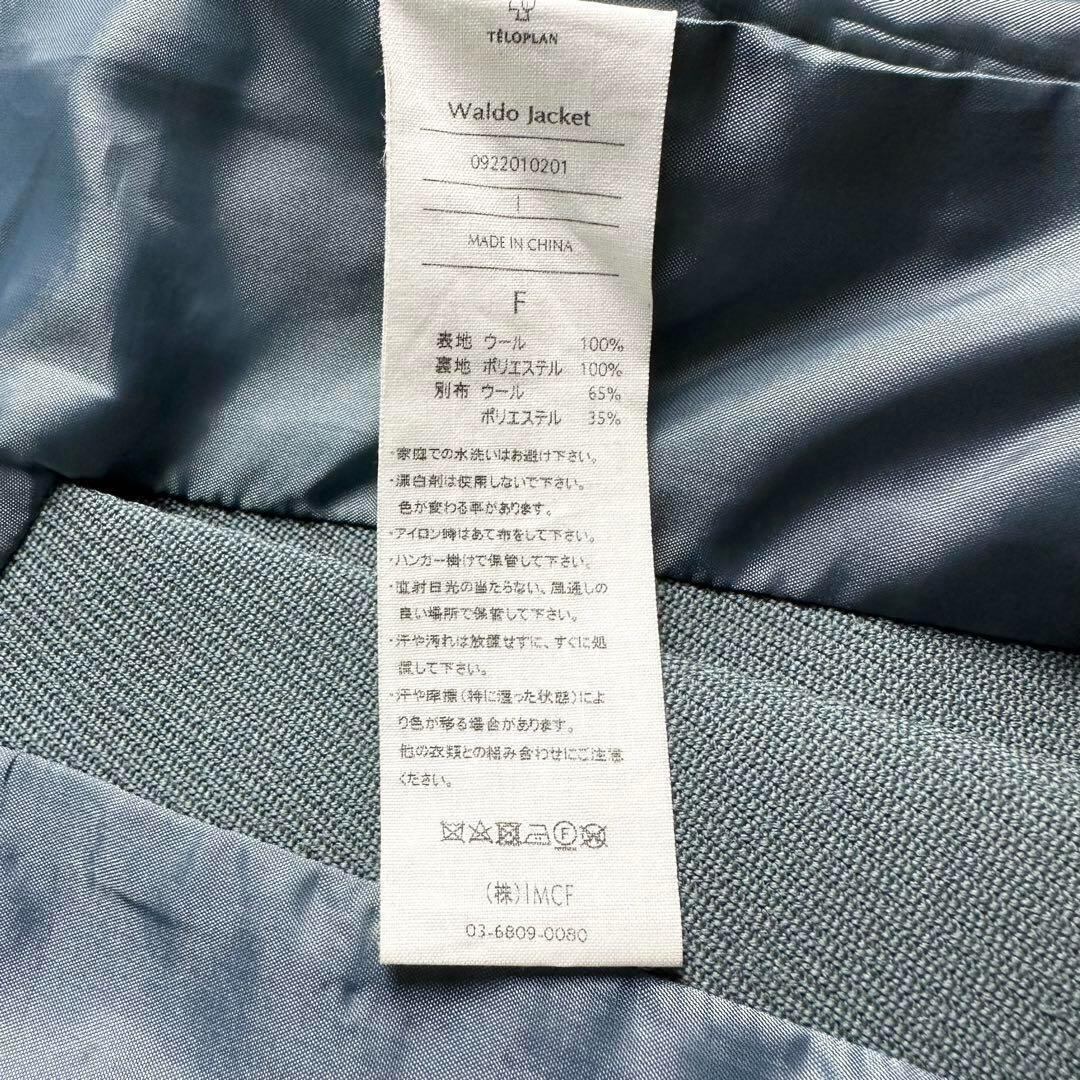 TĒLOPLAN
Waldo Jacket
0922010201
|
MADE IN CHINA
F
表地 ウール 100%
裏地 ポリエステル 100%
別布 ウール 65%
ポリエステル 35%
・家庭での水洗いはお避け下さい。
・漂白剤は使用しないで下さい。
色が変わる事があります。
・アイロン時はあて布をして下さい。
・ハンガー掛けで保管して下さい。
・直射日光の当たらない、風通しの
良い場所で保管して下さい。
・汗や汚れは放置せずに、すぐに処
置して下さい。
・汗や摩擦(特に湿った状態)によ
り色が移る場合があります。
他の衣類との組み合わせにご注意
ください。
F
(株)IMCF
03-6809-0080